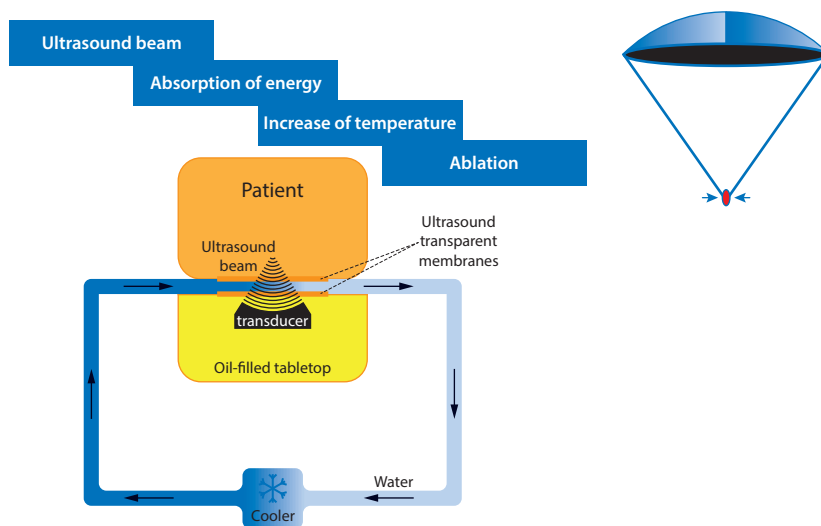 Ultrasound beam
Absorption of energy
Increase of temperature
Ablation
Patient
Ultrasound
beam
Ultrasound
transparent
membranes
transducer
Oil-filled tabletop
Water
Cooler